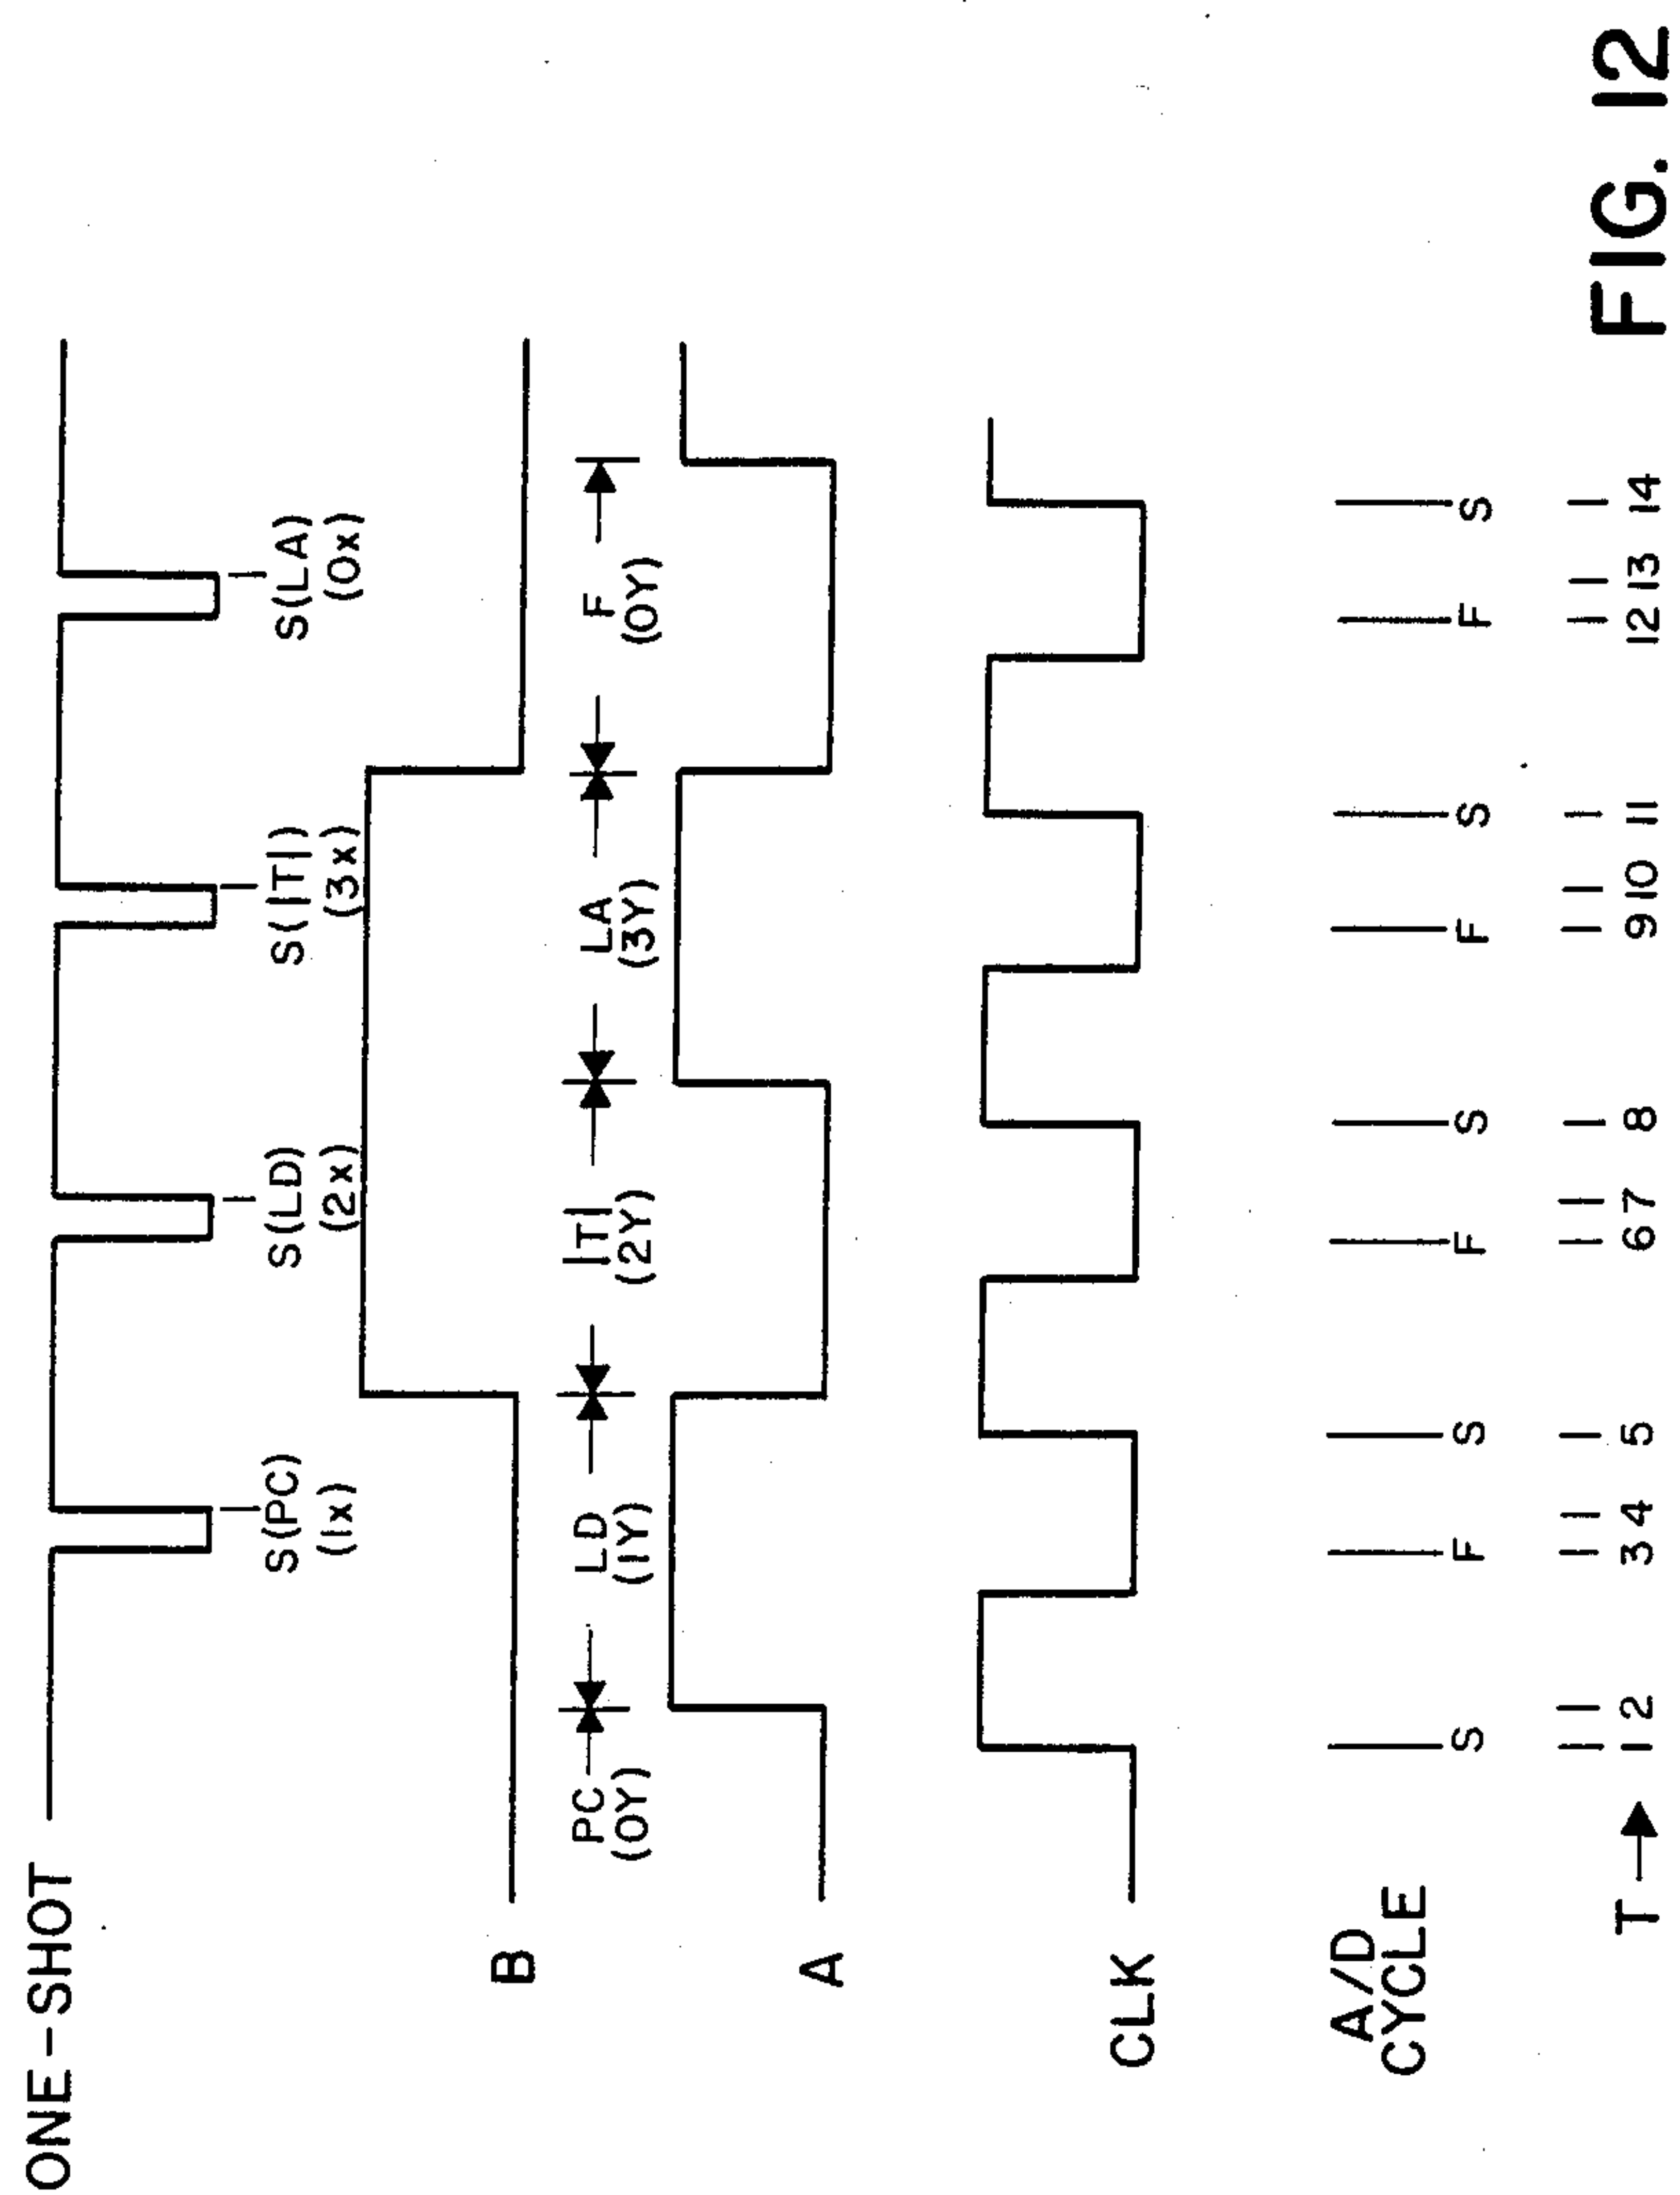 ONE-SHOT
S(PC) S(LD) S(|T|) S(LA)
(1x) (2x) (3x) (0x)
B
PC LD |T| LA F
(0Y) (1Y) (2Y) (3Y) (0Y)
A
CLK
A/D
CYCLE
S F S F S F S F S
T 1 2 3 4 5 6 7 8 9 10 11 12 13 14
FIG. 12